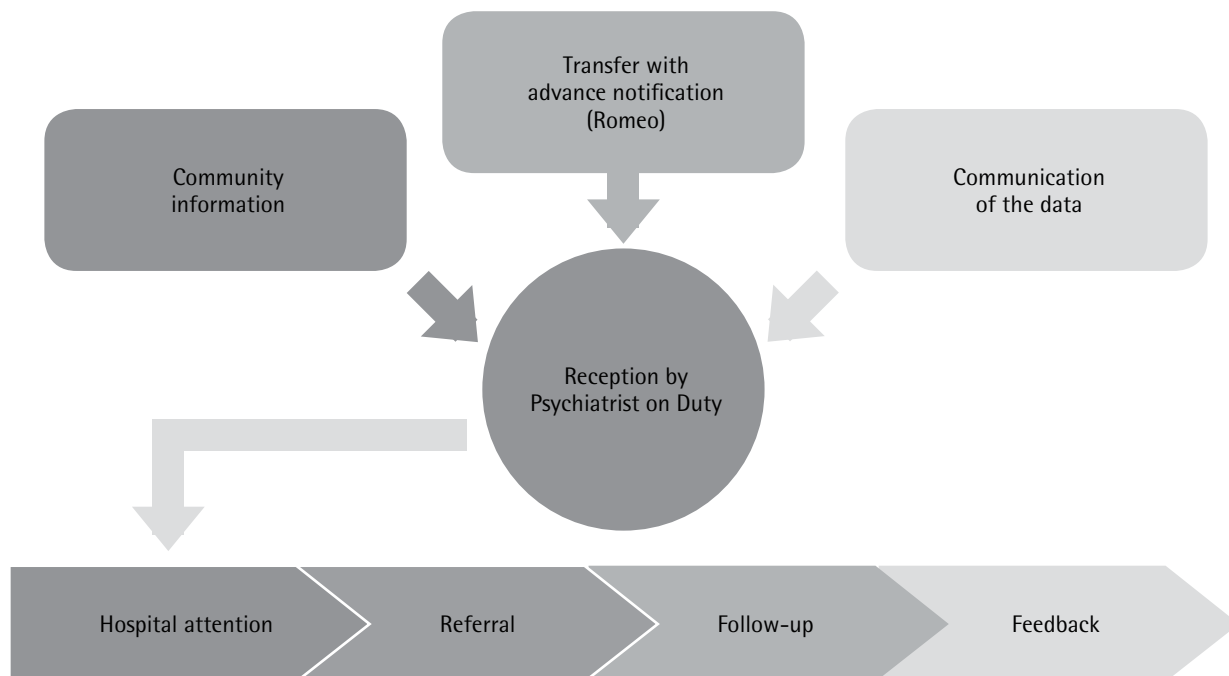 Transfer with
advance notification
(Romeo)
Community
information
Communication
of the data
Reception by
Psychiatrist on Duty
Hospital attention
Referral
Follow-up
Feedback